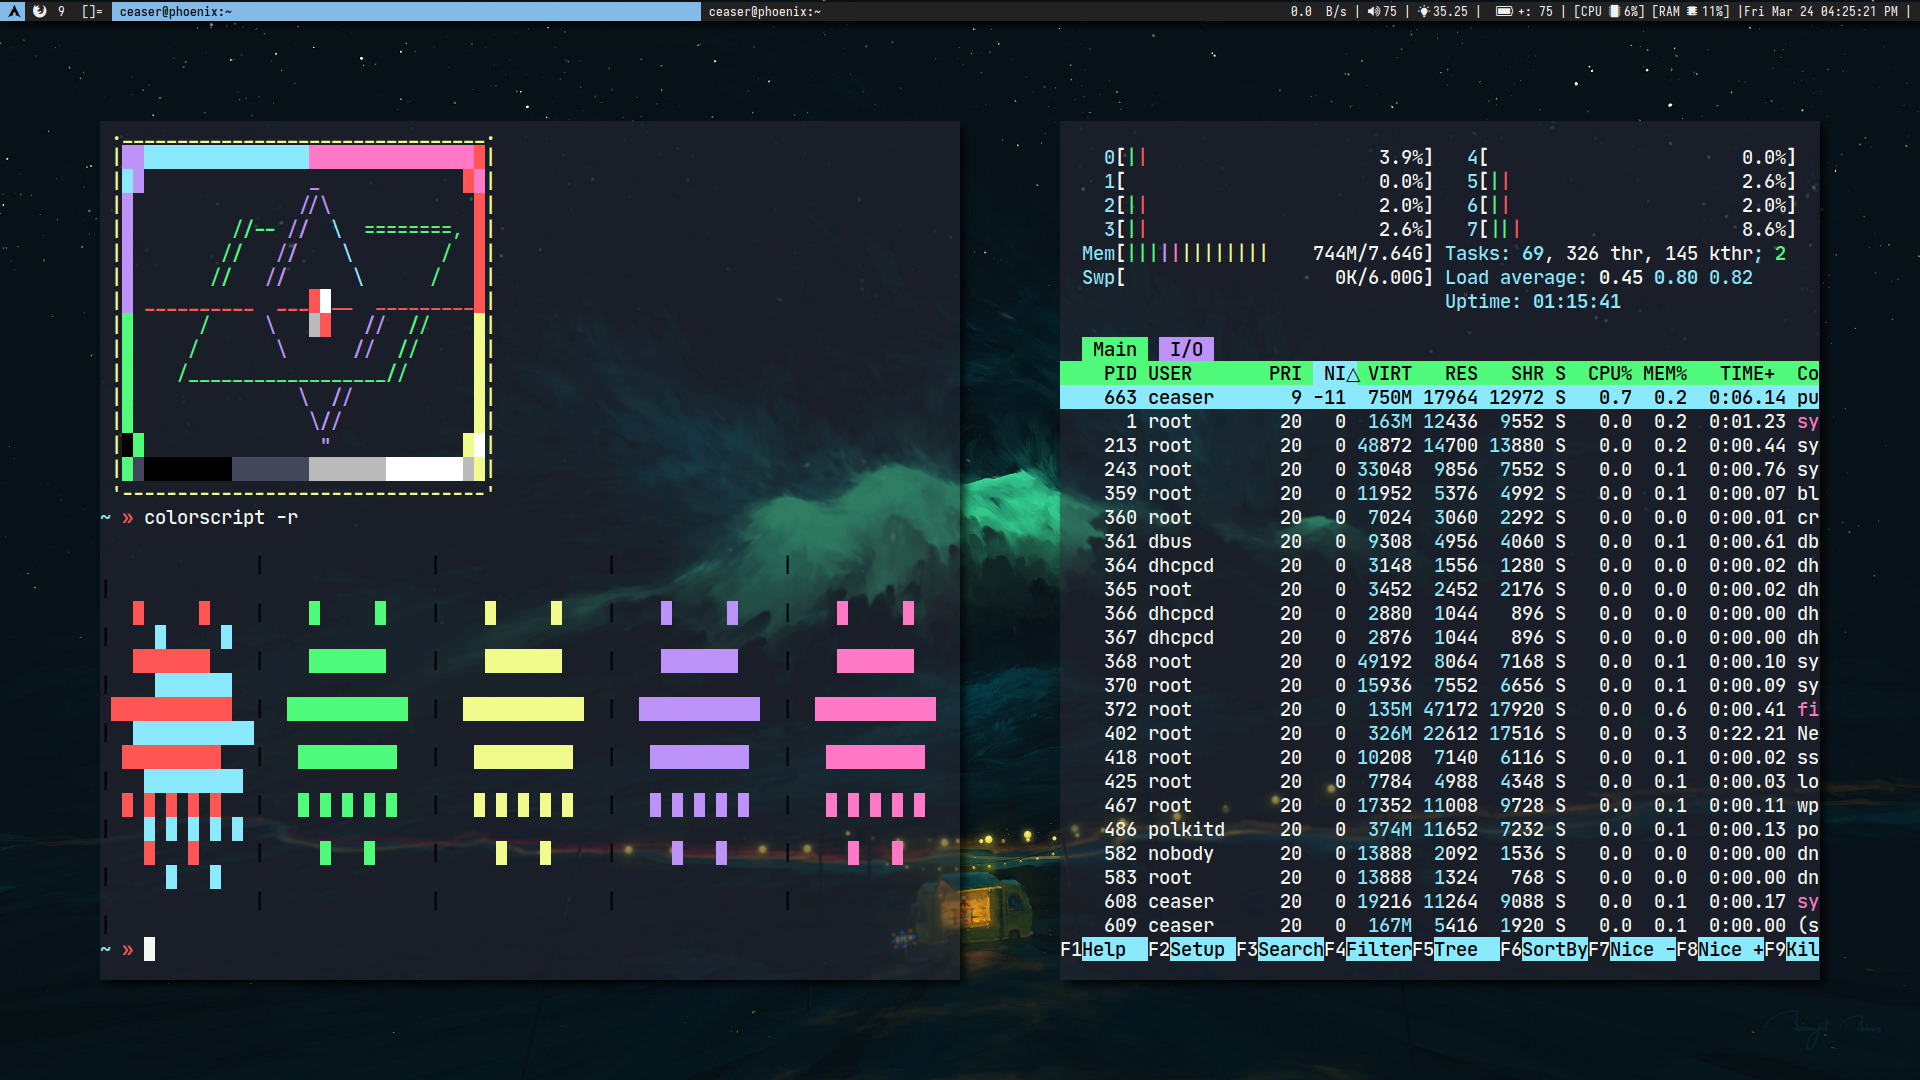 9 []= ceaser@phoenix:~ ceaser@phoenix:~ 0.0 B/s | 75 | 35.25 | +: 75 | [CPU 6%] [RAM 11%] |Fri Mar 24 04:25:21 PM |
~ » colorscript -r
~ »
0[|| 3.9%] 4[ 0.0%]
1[ 0.0%] 5[|| 2.6%]
2[|| 2.0%] 6[|| 2.0%]
3[|| 2.6%] 7[||| 8.6%]
Mem[||||||||||||| 744M/7.64G] Tasks: 69, 326 thr, 145 kthr; 2
Swp[ 0K/6.00G] Load average: 0.45 0.80 0.82
Uptime: 01:15:41
Main I/O
PID USER PRI NI△ VIRT RES SHR S CPU% MEM% TIME+ Co
663 ceaser 9 -11 750M 17964 12972 S 0.7 0.2 0:06.14 pu
1 root 20 0 163M 12436 9552 S 0.0 0.2 0:01.23 sy
213 root 20 0 48872 14700 13880 S 0.0 0.2 0:00.44 sy
243 root 20 0 33048 9856 7552 S 0.0 0.1 0:00.76 sy
359 root 20 0 11952 5376 4992 S 0.0 0.1 0:00.07 bl
360 root 20 0 7024 3060 2292 S 0.0 0.0 0:00.01 cr
361 dbus 20 0 9308 4956 4060 S 0.0 0.1 0:00.61 db
364 dhcpcd 20 0 3148 1556 1280 S 0.0 0.0 0:00.02 dh
365 root 20 0 3452 2452 2176 S 0.0 0.0 0:00.02 dh
366 dhcpcd 20 0 2880 1044 896 S 0.0 0.0 0:00.00 dh
367 dhcpcd 20 0 2876 1044 896 S 0.0 0.0 0:00.00 dh
368 root 20 0 49192 8064 7168 S 0.0 0.1 0:00.10 sy
370 root 20 0 15936 7552 6656 S 0.0 0.1 0:00.09 sy
372 root 20 0 135M 47172 17920 S 0.0 0.6 0:00.41 fi
402 root 20 0 326M 22612 17516 S 0.0 0.3 0:22.21 Ne
418 root 20 0 10208 7140 6116 S 0.0 0.1 0:00.02 ss
425 root 20 0 7784 4988 4348 S 0.0 0.1 0:00.03 lo
467 root 20 0 17352 11008 9728 S 0.0 0.1 0:00.11 wp
486 polkitd 20 0 374M 11652 7232 S 0.0 0.1 0:00.13 po
582 nobody 20 0 13888 2092 1536 S 0.0 0.0 0:00.00 dn
583 root 20 0 13888 1324 768 S 0.0 0.0 0:00.00 dn
608 ceaser 20 0 19216 11264 9088 S 0.0 0.1 0:00.17 sy
609 ceaser 20 0 167M 5416 1920 S 0.0 0.1 0:00.00 (s
F1Help F2Setup F3SearchF4FilterF5Tree F6SortByF7Nice -F8Nice +F9Kil